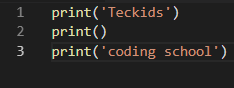 1 print('Teckids')
2 print()
3 print('coding school')